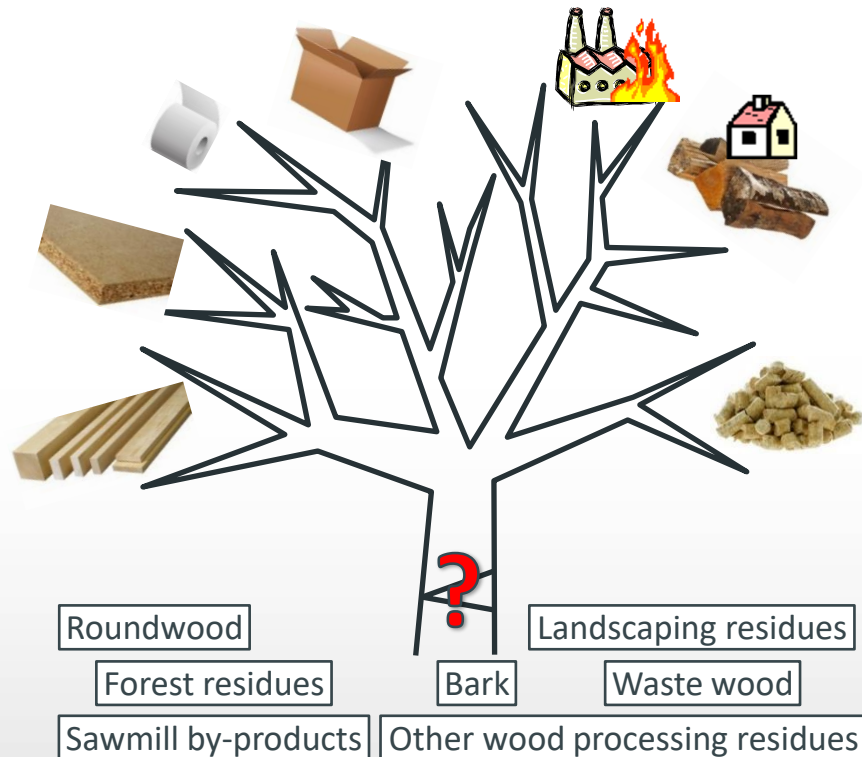 ?
Roundwood
Landscaping residues
Forest residues
Bark
Waste wood
Sawmill by-products
Other wood processing residues